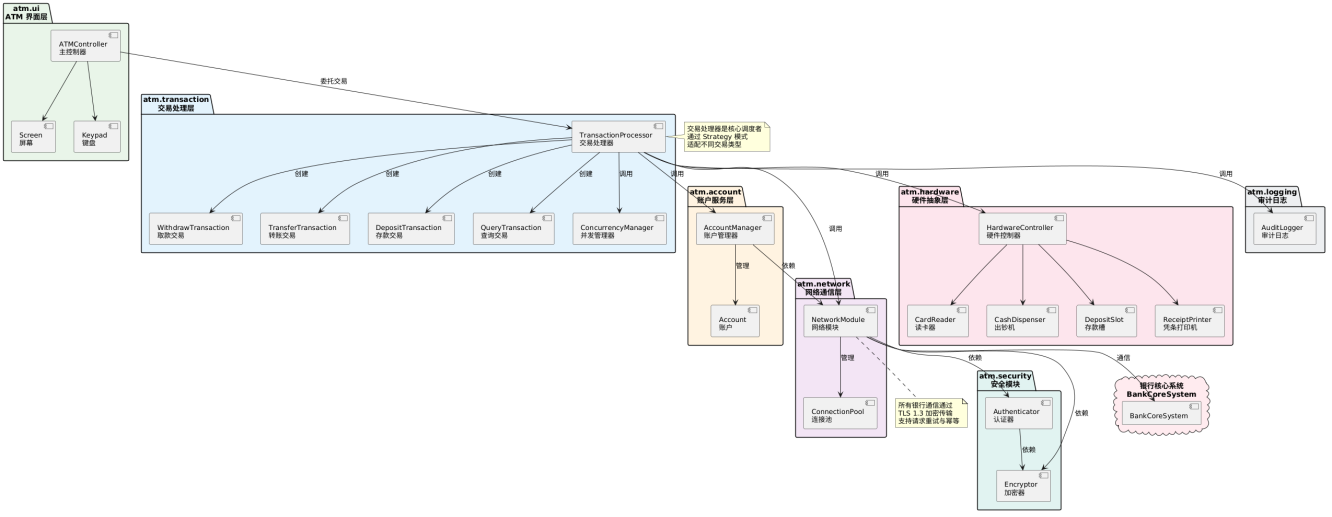 atm.ui
ATM 界面层
ATMController
主控制器
Screen
屏幕
Keypad
键盘
委托交易
atm.transaction
交易处理层
TransactionProcessor
交易处理器
交易处理器是核心调度者
通过 Strategy 模式
适配不同交易类型
创建
创建
创建
创建
调用
调用
调用
调用
调用
WithdrawTransaction
取款交易
TransferTransaction
转账交易
DepositTransaction
存款交易
QueryTransaction
查询交易
ConcurrencyManager
并发管理器
atm.account
账户服务层
AccountManager
账户管理器
管理
依赖
Account
账户
atm.network
网络通信层
NetworkModule
网络模块
管理
ConnectionPool
连接池
atm.hardware
硬件抽象层
HardwareController
硬件控制器
CardReader
读卡器
CashDispenser
出钞机
DepositSlot
存款槽
ReceiptPrinter
凭条打印机
atm.logging
审计日志
AuditLogger
审计日志
依赖
通信
依赖
所有银行通信通过
TLS 1.3 加密传输
支持请求重试与幂等
atm.security
安全模块
Authenticator
认证器
依赖
Encryptor
加密器
银行核心系统
BankCoreSystem
BankCoreSystem